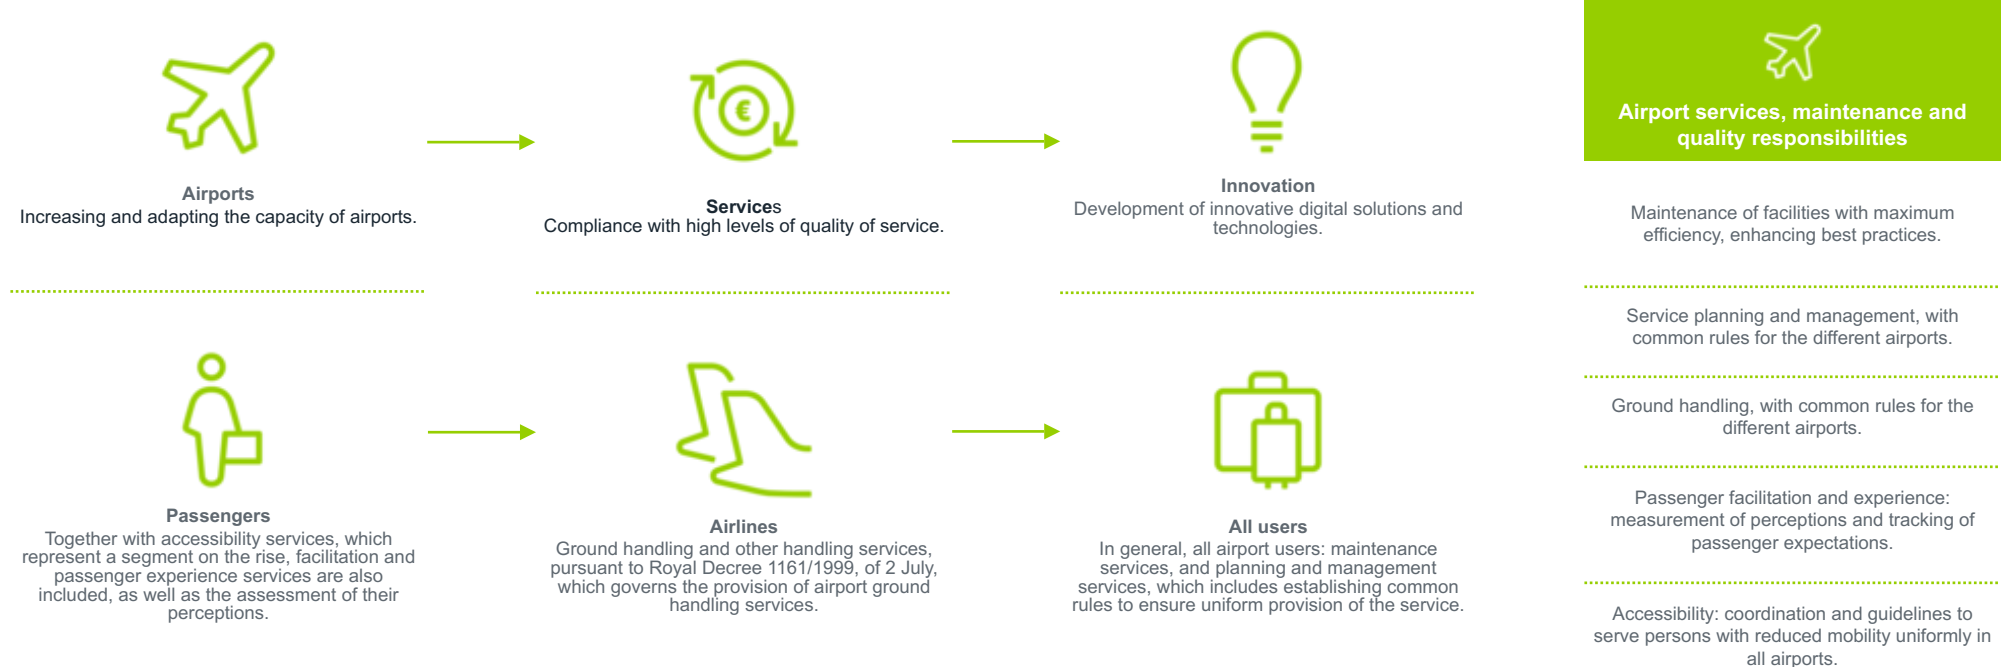 Airports
Increasing and adapting the capacity of airports.
Services
Compliance with high levels of quality of service.
Innovation
Development of innovative digital solutions and
technologies.
Passengers
Together with accessibility services, which
represent a segment on the rise, facilitation and
passenger experience services are also
included, as well as the assessment of their
perceptions.
Airlines
Ground handling and other handling services,
pursuant to Royal Decree 1161/1999, of 2 July,
which governs the provision of airport ground
handling services.
All users
In general, all airport users: maintenance
services, and planning and management
services, which includes establishing common
rules to ensure uniform provision of the service.
Airport services, maintenance and
quality responsibilities
Maintenance of facilities with maximum
efficiency, enhancing best practices.
Service planning and management, with
common rules for the different airports.
Ground handling, with common rules for the
different airports.
Passenger facilitation and experience:
measurement of perceptions and tracking of
passenger expectations.
Accessibility: coordination and guidelines to
serve persons with reduced mobility uniformly in
all airports.
€